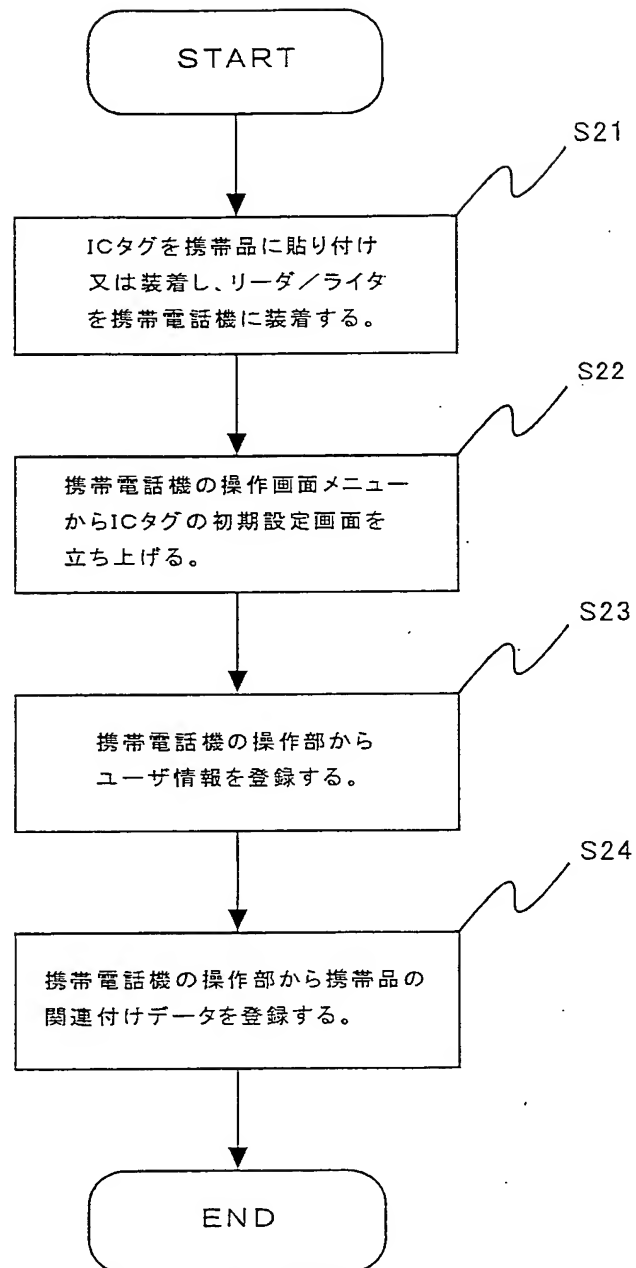 START
S21
ICタグを携帯品に貼り付け
又は装着し、リーダ／ライタ
を携帯電話機に装着する。
S22
携帯電話機の操作画面メニュー
からICタグの初期設定画面を
立ち上げる。
S23
携帯電話機の操作部から
ユーザ情報を登録する。
S24
携帯電話機の操作部から携帯品の
関連付けデータを登録する。
END